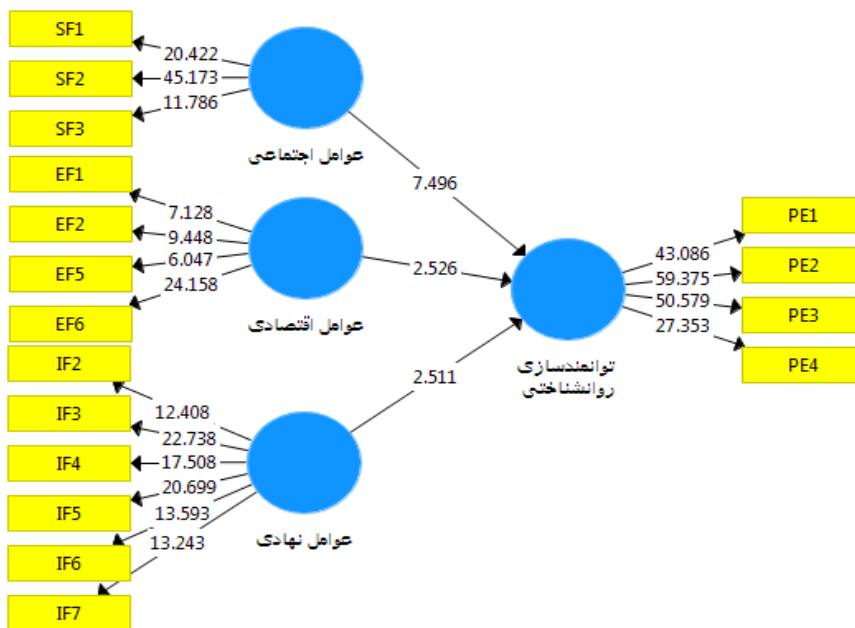 SF1
SF2
SF3
20.422
45.173
11.786
عوامل اجتماعی
7.496
EF1
EF2
EF5
EF6
7.128
9.448
6.047
24.158
عوامل اقتصادی
2.526
IF2
IF3
IF4
IF5
IF6
IF7
12.408
22.738
17.508
20.699
13.593
13.243
عوامل نهادی
2.511
توانمندسازی
روانشناختی
43.086
59.375
50.579
27.353
PE1
PE2
PE3
PE4